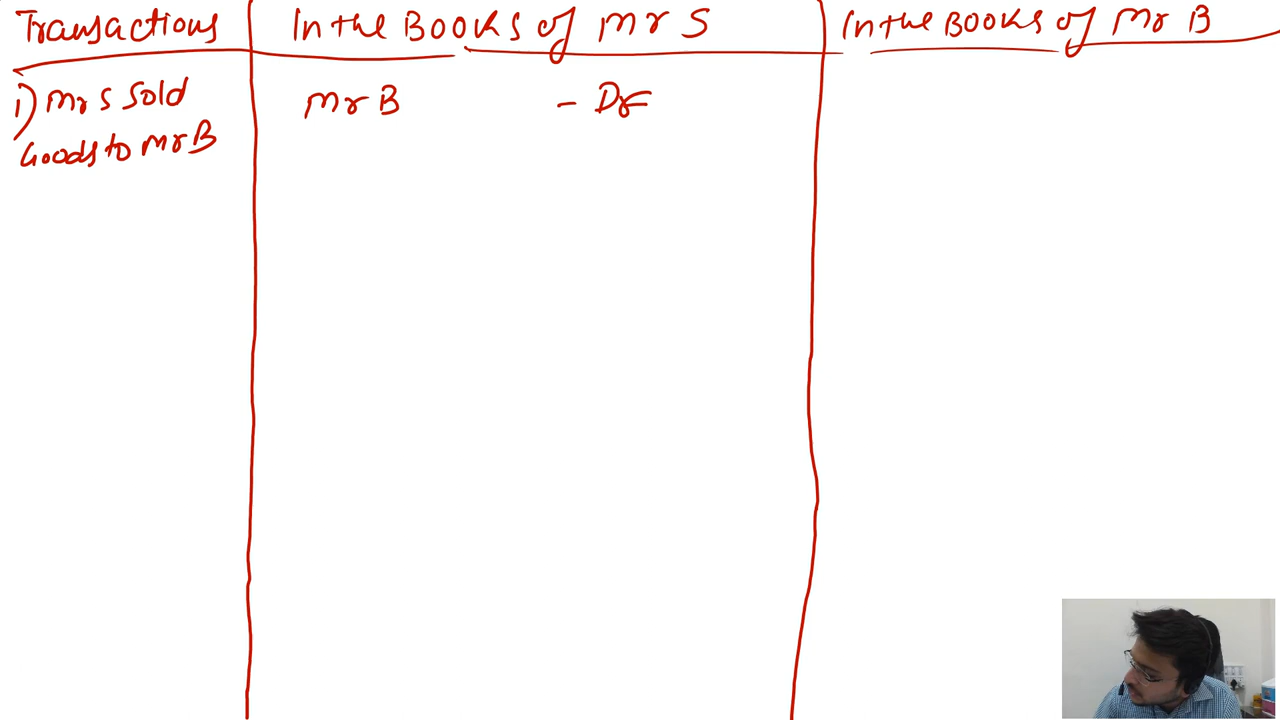 Transactions
In the Books of Mr S
In the Books of Mr B
1) Mr S Sold
Goods to Mr B
Mr B - Dr